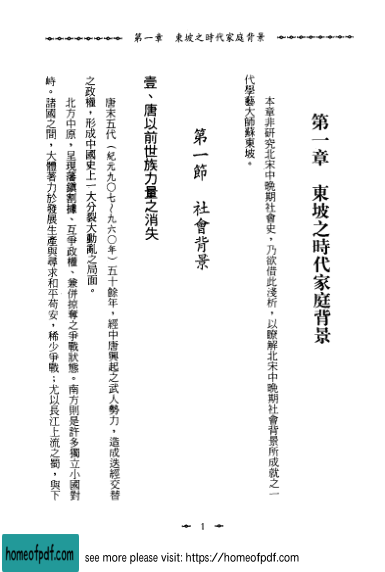 第一章　東坡之時代家庭背景
第一章　東坡之時代家庭背景
本章非研究北宋中晚期社會史，乃欲借此淺析，以瞭解北宋中晚期社會背景所成就之一
代學藝大師蘇東坡。
第一節　社會背景
壹、唐以前世族力量之消失
唐末五代（紀元九〇七～九六〇年）五十餘年，經中唐興起之武人勢力，造成迭經交替
之政權，形成中國史上一大分裂大動亂之局面。
北方中原，呈現藩鎮割據、互爭政權、兼併掠奪之爭戰狀態。南方則是許多獨立小國對
峙。諸國之間，大體著力於發展生產與尋求和平苟安，稀少爭戰；尤以長江上流之蜀，與下
1
homeofpdf.com
see more please visit: https://homeofpdf.com